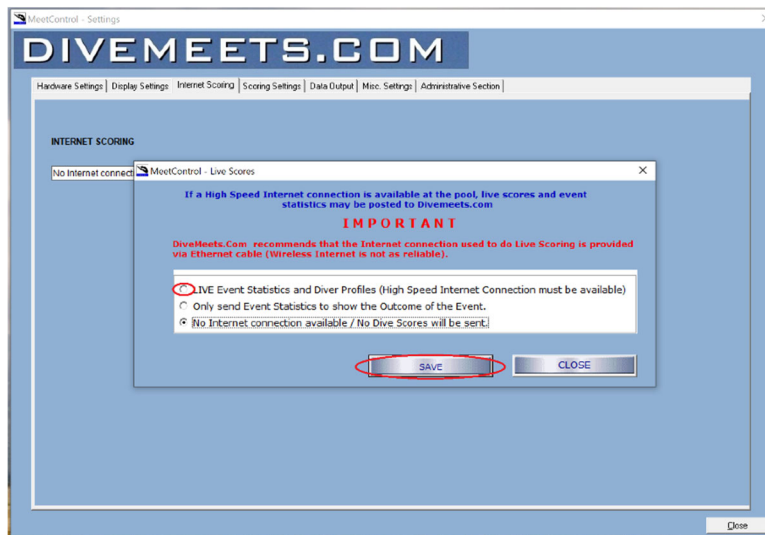 MeetControl - Settings
DIVEMEETS.COM
Hardware Settings Display Settings Internet Scoring Scoring Settings Data Output Misc. Settings Administrative Section
INTERNET SCORING
No Internet connect
MeetControl - Live Scores
If a High Speed Internet connection is available at the pool, live scores and event
statistics may be posted to Divemeets.com
IMPORTANT
DiveMeets.Com recommends that the Internet connection used to do Live Scoring is provided
via Ethernet cable (Wireless Internet is not as reliable).
LIVE Event Statistics and Diver Profiles (High Speed Internet Connection must be available)
Only send Event Statistics to show the Outcome of the Event.
No Internet connection available / No Dive Scores will be sent.
SAVE CLOSE
Close